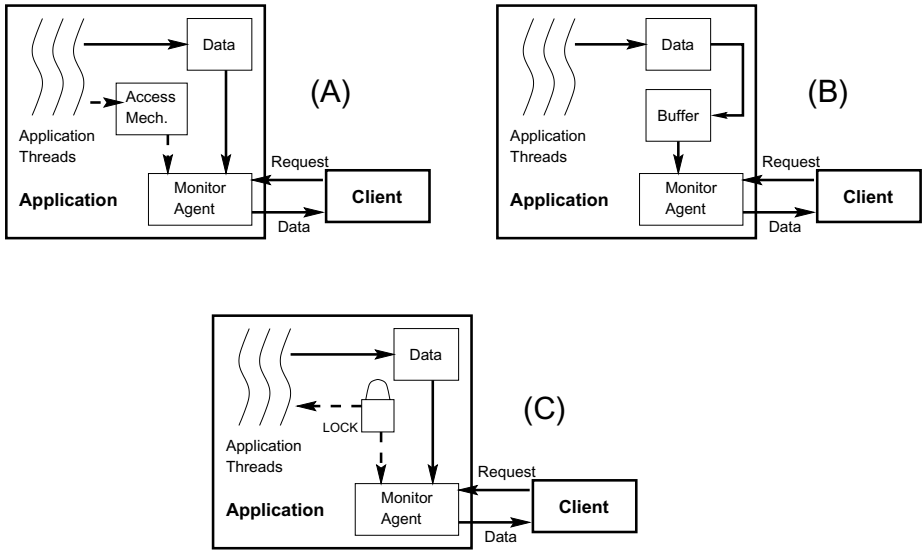 Data
(A)
Access
Mech.
Application
Threads
Request
Application
Monitor
Agent
Client
Data
Data
(B)
Buffer
Application
Threads
Request
Application
Monitor
Agent
Client
Data
Data
(C)
LOCK
Application
Threads
Request
Application
Monitor
Agent
Client
Data